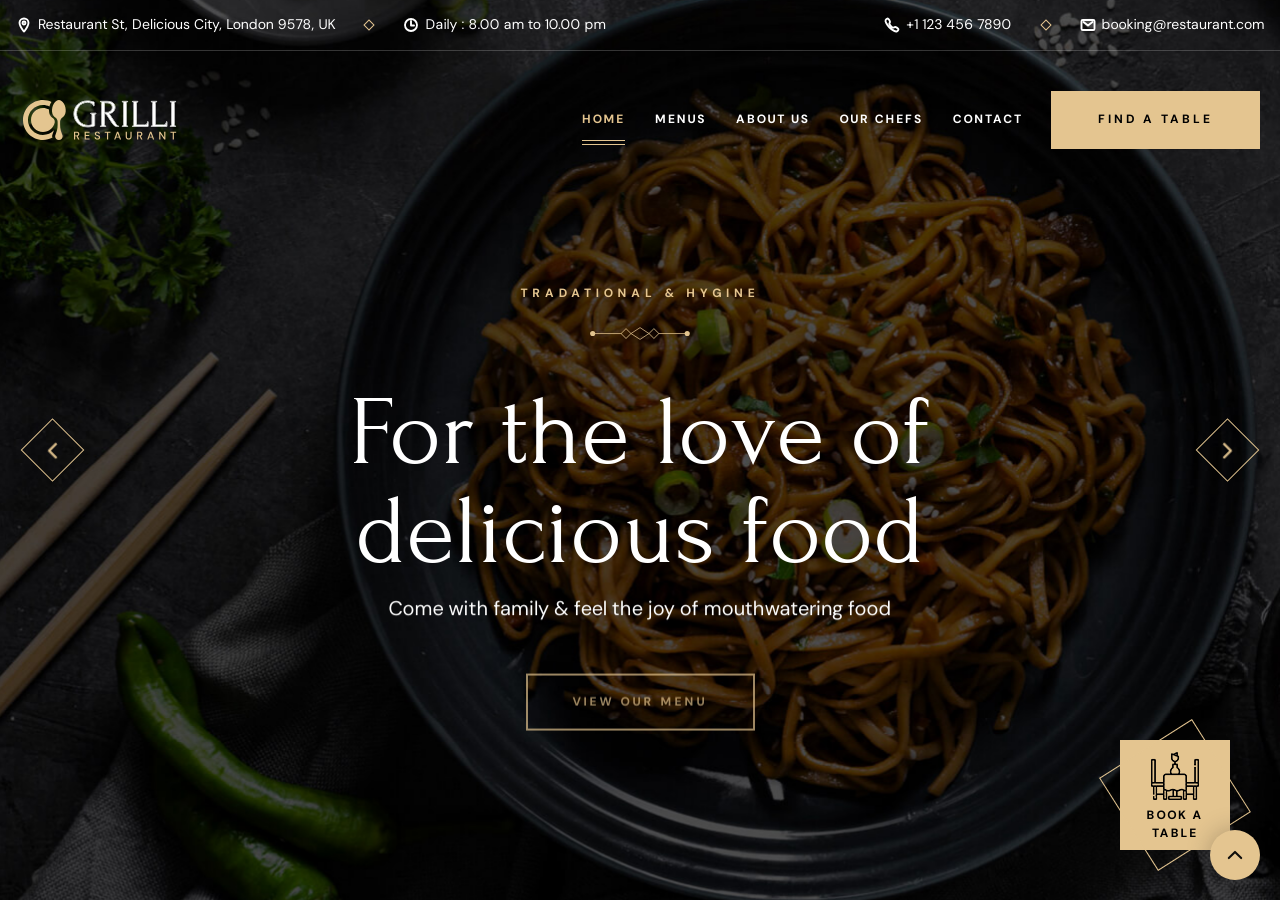 Restaurant St, Delicious City, London 9578, UK
Daily : 8.00 am to 10.00 pm
+1 123 456 7890
booking@restaurant.com
GRILLI
RESTAURANT
HOME
MENUS
ABOUT US
OUR CHEFS
CONTACT
FIND A TABLE
TRADATIONAL & HYGINE
For the love of
delicious food
Come with family & feel the joy of mouthwatering food
VIEW OUR MENU
BOOK A
TABLE